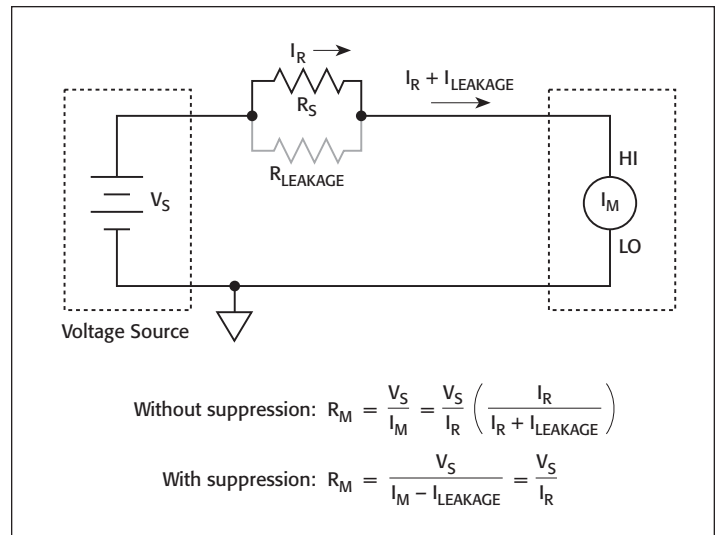 I_R
R_S
R_LEAKAGE
I_R + I_LEAKAGE
V_S
HI
I_M
LO
Voltage Source
Without suppression: R_M = V_S / I_M = V_S / I_R ( I_R / (I_R + I_LEAKAGE) )
With suppression: R_M = V_S / (I_M – I_LEAKAGE) = V_S / I_R